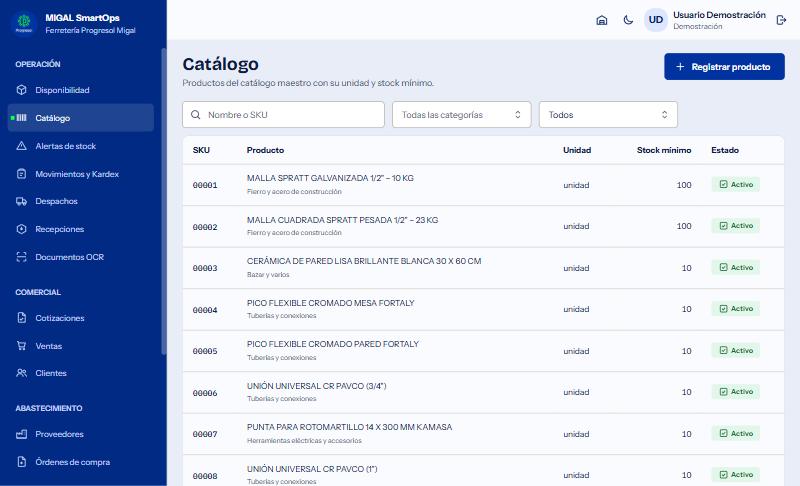 Progresol
MIGAL SmartOps
Ferretería Progresol Migal
OPERACIÓN
Disponibilidad
Catálogo
Alertas de stock
Movimientos y Kardex
Despachos
Recepciones
Documentos OCR
COMERCIAL
Cotizaciones
Ventas
Clientes
ABASTECIMIENTO
Proveedores
Órdenes de compra
UD
Usuario Demostración
Demostración
Catálogo
Productos del catálogo maestro con su unidad y stock mínimo.
Registrar producto
Nombre o SKU
Todas las categorías
Todos
SKU Producto Unidad Stock mínimo Estado
00001 MALLA SPRATT GALVANIZADA 1/2" – 10 KG unidad 100 Activo
Fierro y acero de construcción
00002 MALLA CUADRADA SPRATT PESADA 1/2" – 23 KG unidad 100 Activo
Fierro y acero de construcción
00003 CERÁMICA DE PARED LISA BRILLANTE BLANCA 30 X 60 CM unidad 10 Activo
Bazar y varios
00004 PICO FLEXIBLE CROMADO MESA FORTALY unidad 10 Activo
Tuberías y conexiones
00005 PICO FLEXIBLE CROMADO PARED FORTALY unidad 10 Activo
Tuberías y conexiones
00006 UNIÓN UNIVERSAL CR PAVCO (3/4") unidad 10 Activo
Tuberías y conexiones
00007 PUNTA PARA ROTOMARTILLO 14 X 300 MM KAMASA unidad 10 Activo
Herramientas eléctricas y accesorios
00008 UNIÓN UNIVERSAL CR PAVCO (1") unidad 10 Activo
Tuberías y conexiones